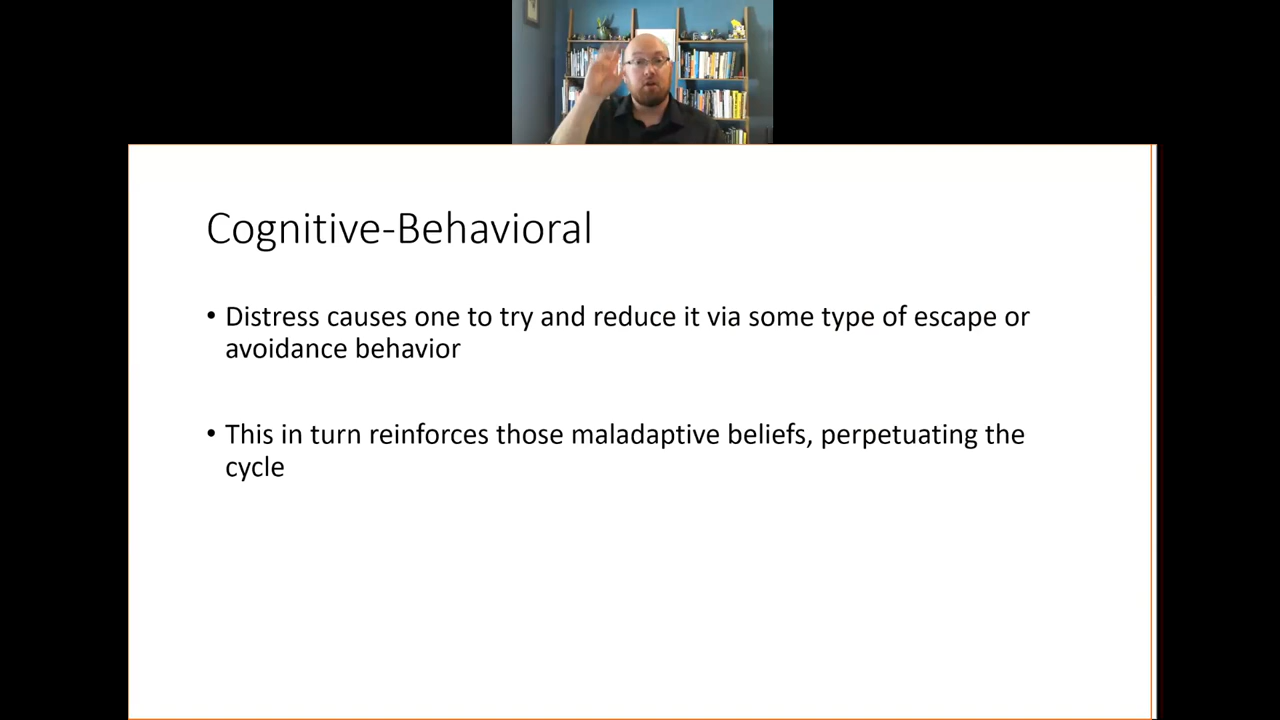 Cognitive-Behavioral
• Distress causes one to try and reduce it via some type of escape or
avoidance behavior
• This in turn reinforces those maladaptive beliefs, perpetuating the
cycle